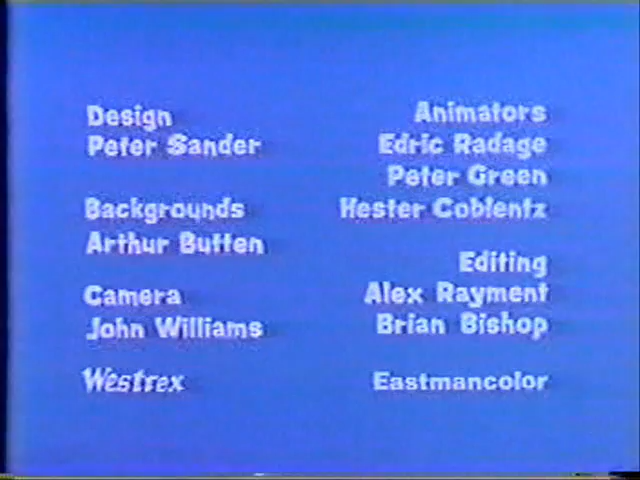 Design
Peter Sander
Backgrounds
Arthur Butten
Camera
John Williams
Westrex
Animators
Edric Radage
Peter Green
Hester Coblentz
Editing
Alex Rayment
Brian Bishop
Eastmancolor